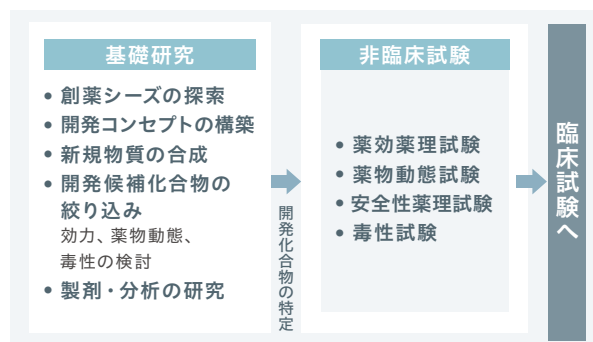 基礎研究
• 創薬シーズの探索
• 開発コンセプトの構築
• 新規物質の合成
• 開発候補化合物の
絞り込み
効力、薬物動態、
毒性の検討
• 製剤・分析の研究
開発化合物の特定
非臨床試験
• 薬効薬理試験
• 薬物動態試験
• 安全性薬理試験
• 毒性試験
臨床試験へ